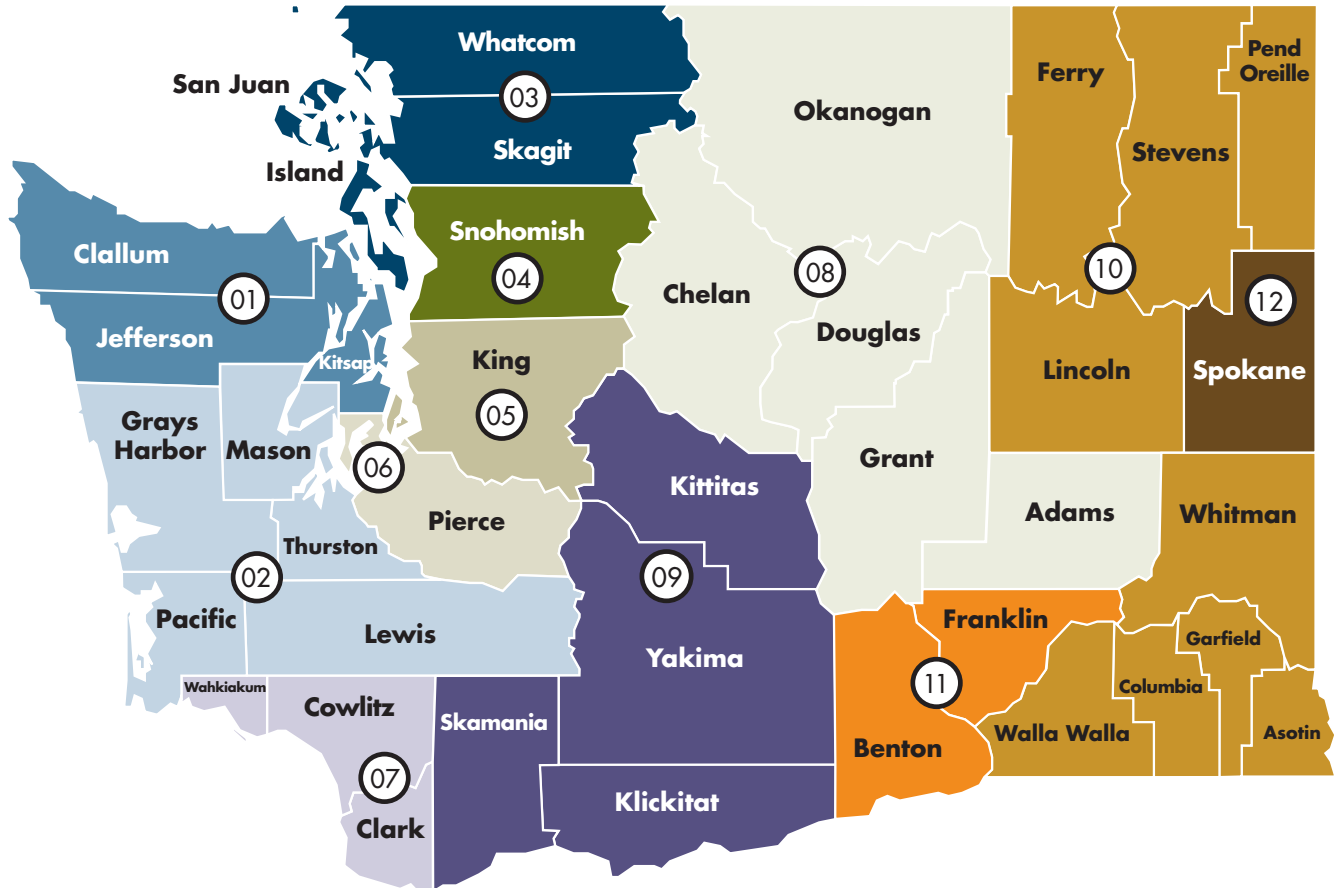 Whatcom
San Juan
03
Skagit
Island
Okanogan
Ferry
Pend
Oreille
Stevens
Clallum
01
Jefferson
Kitsap
Snohomish
04
Chelan
08
Douglas
10
12
Lincoln
Spokane
King
05
Grays
Harbor
Mason
06
Pierce
Thurston
02
Pacific
Lewis
Kittitas
09
Yakima
Grant
Adams
Whitman
Franklin
11
Benton
Garfield
Columbia
Walla Walla
Asotin
Wahkiakum
Cowlitz
07
Clark
Skamania
Klickitat